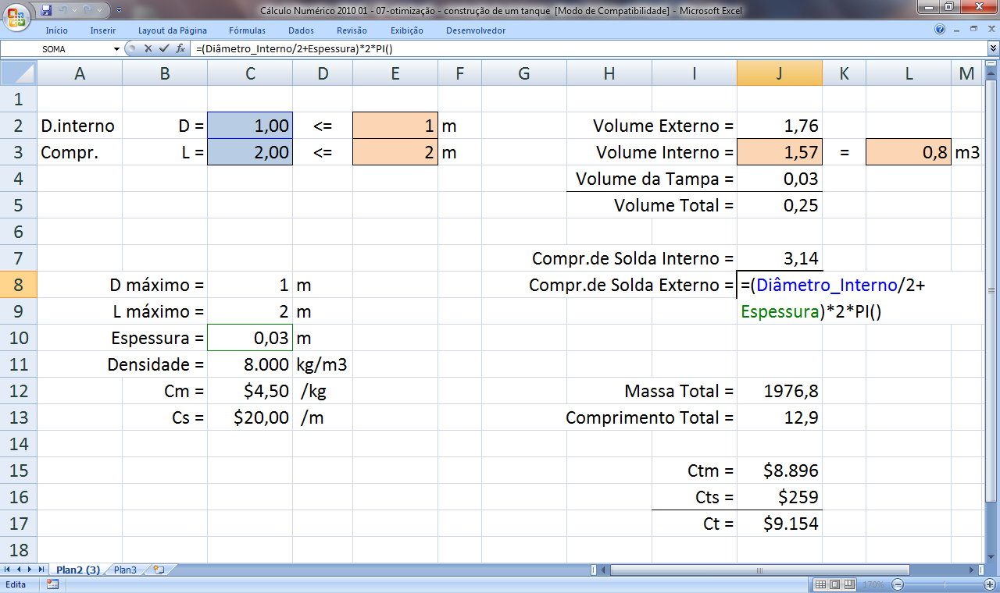 Cálculo Numérico 2010.01 - 07-otimização - construção de um tanque [Modo de Compatibilidade] - Microsoft Excel
Início Inserir Layout da Página Fórmulas Dados Revisão Exibição Desenvolvedor
SOMA =(Diâmetro_Interno/2+Espessura)*2*PI()
A B C D E F G H I J K L M
1
2 D.interno D = 1,00 <= 1 m Volume Externo = 1,76
3 Compr. L = 2,00 <= 2 m Volume Interno = 1,57 = 0,8 m3
4 Volume da Tampa = 0,03
5 Volume Total = 0,25
6
7 Compr.de Solda Interno = 3,14
8 D máximo = 1 m Compr.de Solda Externo = =(Diâmetro_Interno/2+
9 L máximo = 2 m Espessura)*2*PI()
10 Espessura = 0,03 m
11 Densidade = 8.000 kg/m3
12 Cm = $4,50 /kg Massa Total = 1976,8
13 Cs = $20,00 /m Comprimento Total = 12,9
14
15 Ctm = $8.896
16 Cts = $259
17 Ct = $9.154
18
Plan2 (3) Plan3
Edita 170%